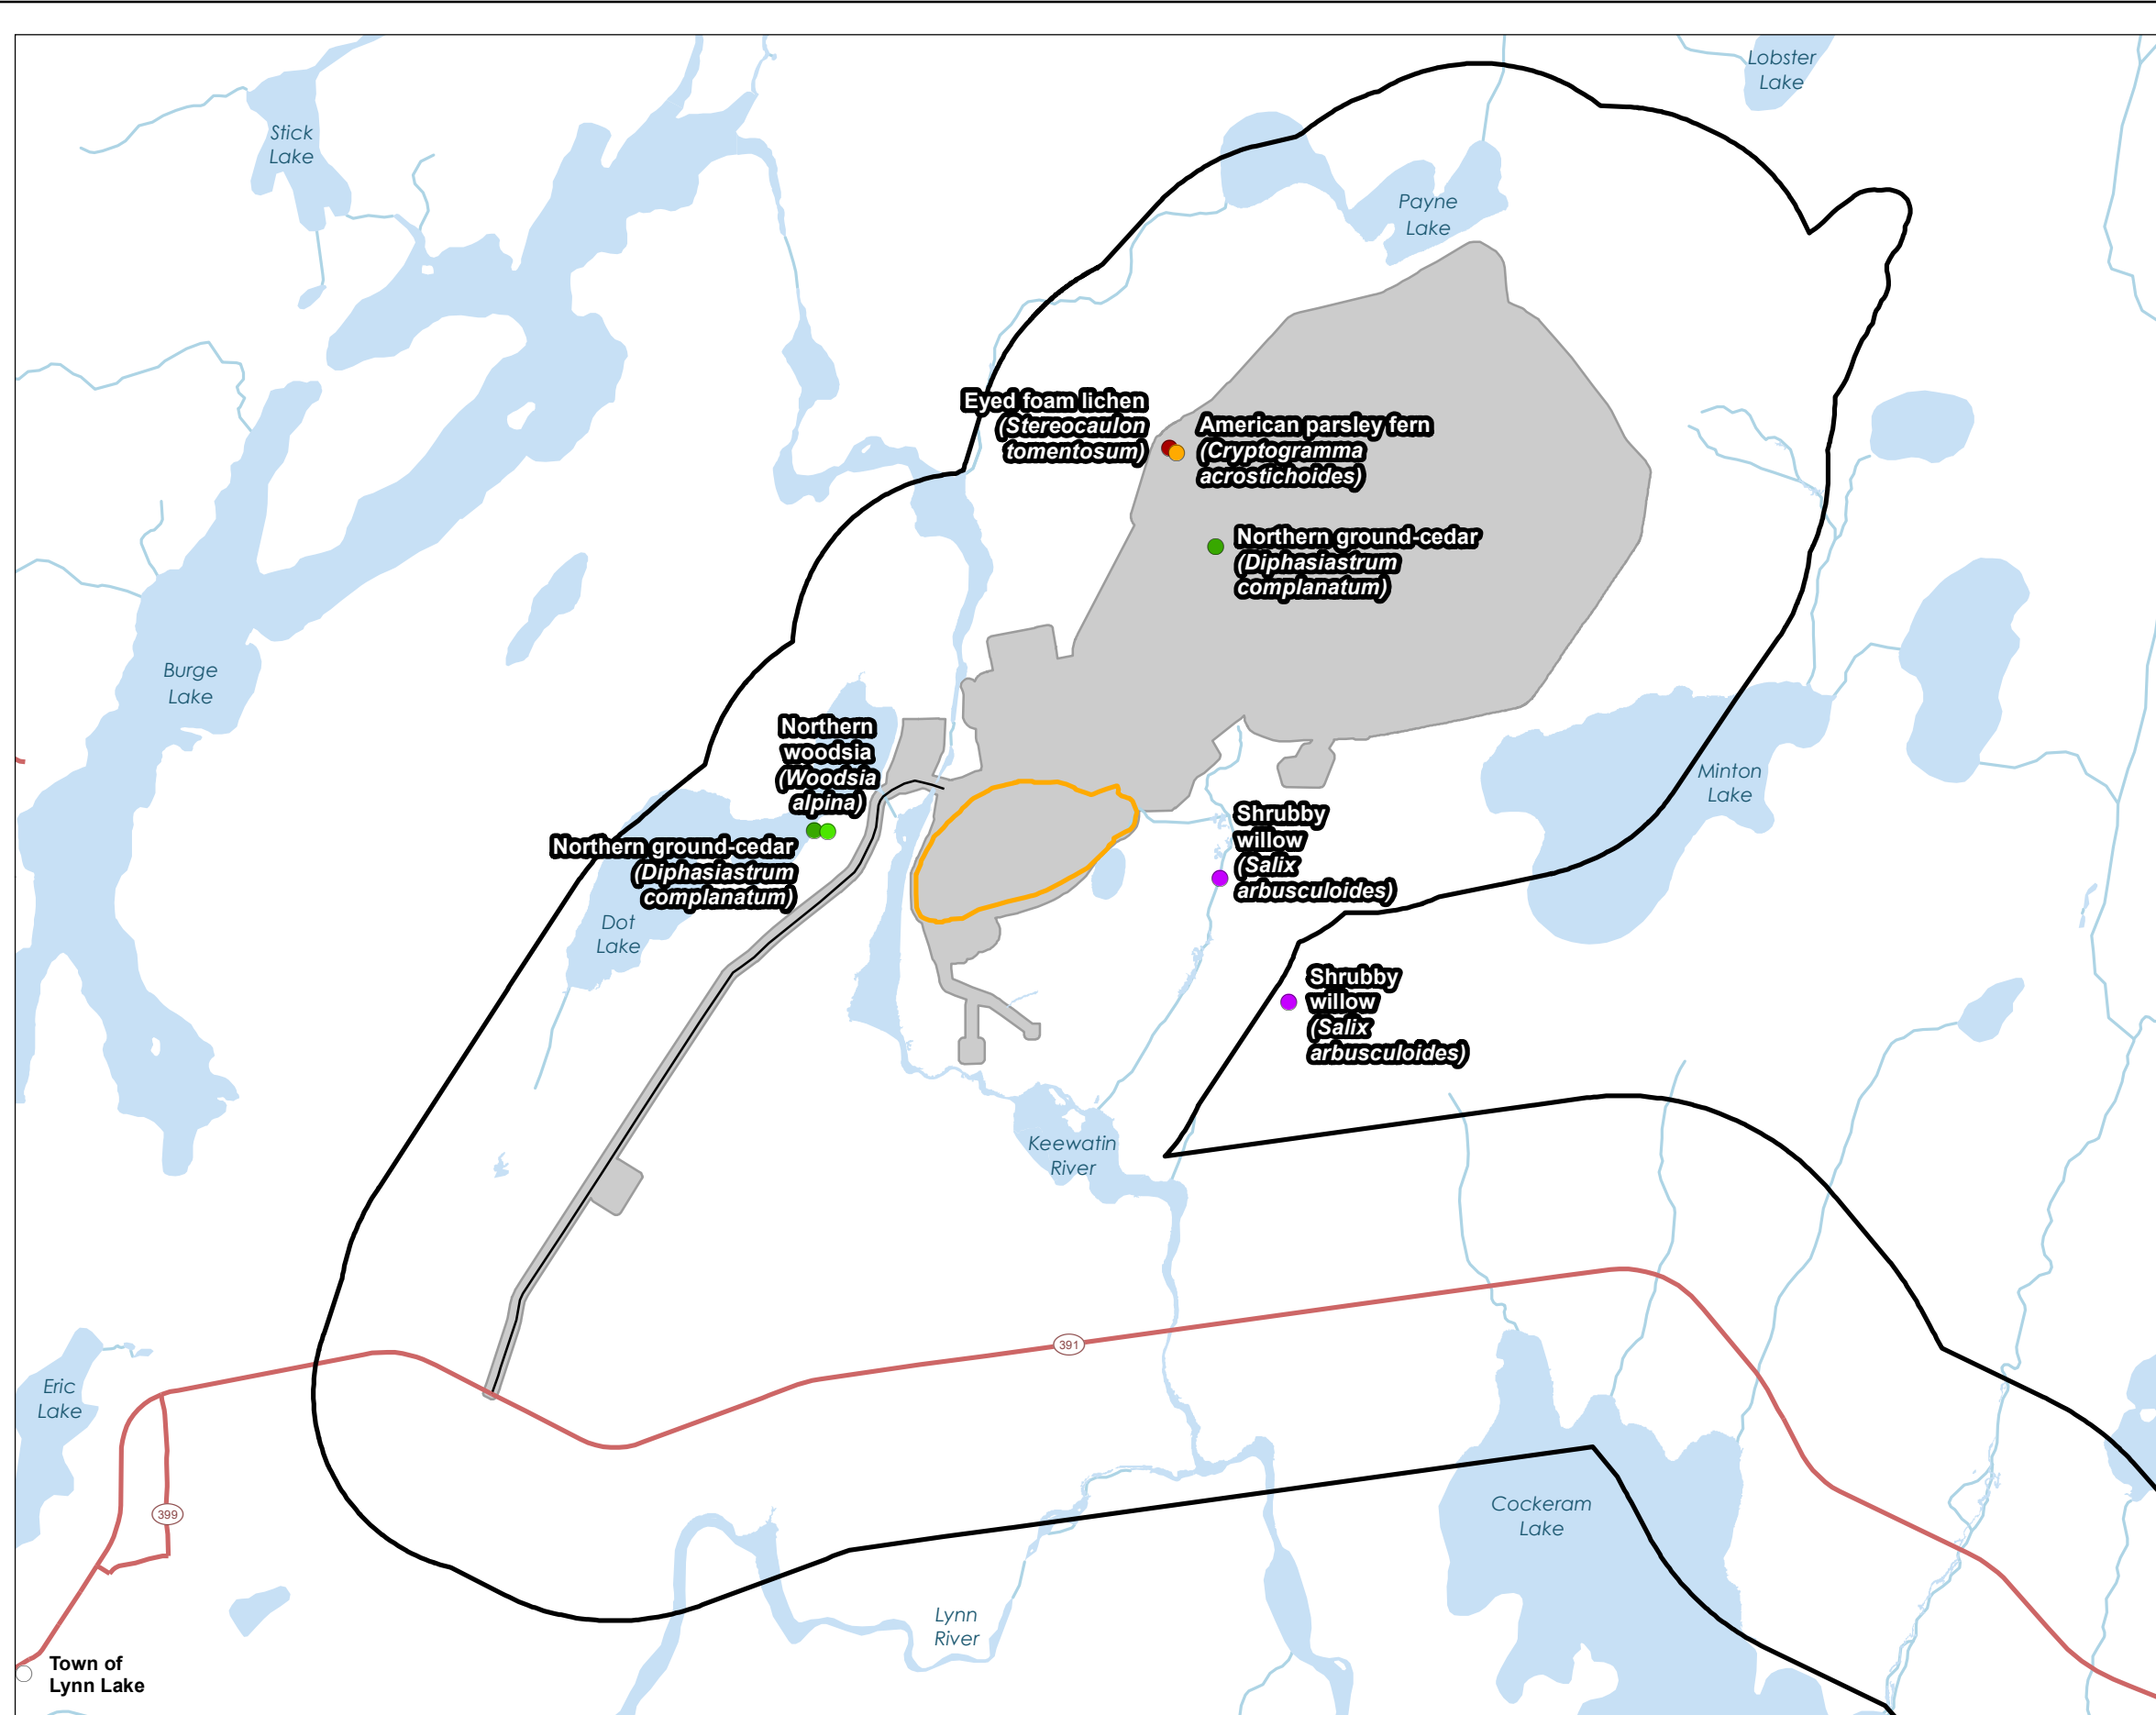 Lobster
Lake
Stick
Lake
Payne
Lake
Eyed foam lichen
(Stereocaulon
tomentosum)
American parsley fern
(Cryptogramma
acrostichoides)
Northern ground-cedar
(Diphasiastrum
complanatum)
Burge
Lake
Northern
woodsia
(Woodsia
alpina)
Minton
Lake
Shrubby
willow
(Salix
arbusculoides)
Northern ground-cedar
(Diphasiastrum
complanatum)
Dot
Lake
Shrubby
willow
(Salix
arbusculoides)
Keewatin
River
391
Eric
Lake
399
Cockeram
Lake
Lynn
River
Town of
Lynn Lake